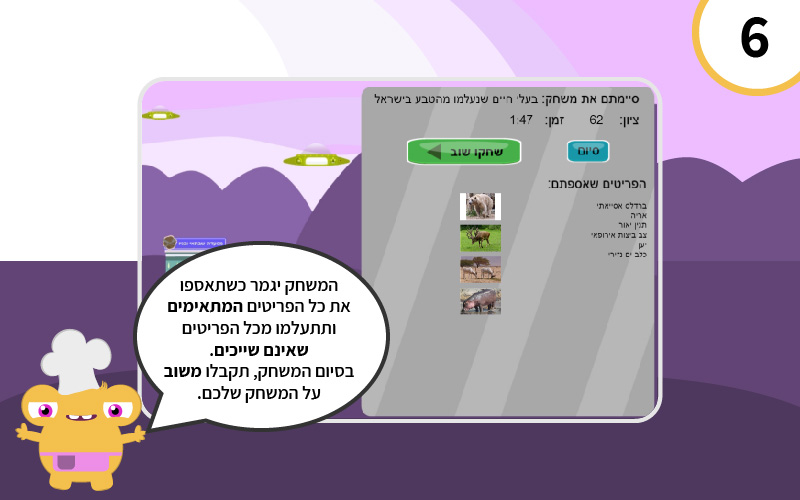 6
סיימתם את משחק: בעלי חיים שנעלמו מהטבע בישראל
ציון: 62 זמן: 1:47
סיום
שחקו שוב
הפריטים שאספתם:
ברדלס אסייאתי
אריה
תנין יאור
צב ביצות אירופאי
יען
כלב ים נזירי
המשחק יגמר כשתאספו
את כל הפריטים המתאימים
ותתעלמו מכל הפריטים
שאינם שייכים.
בסיום המשחק, תקבלו משוב
על המשחק שלכם.